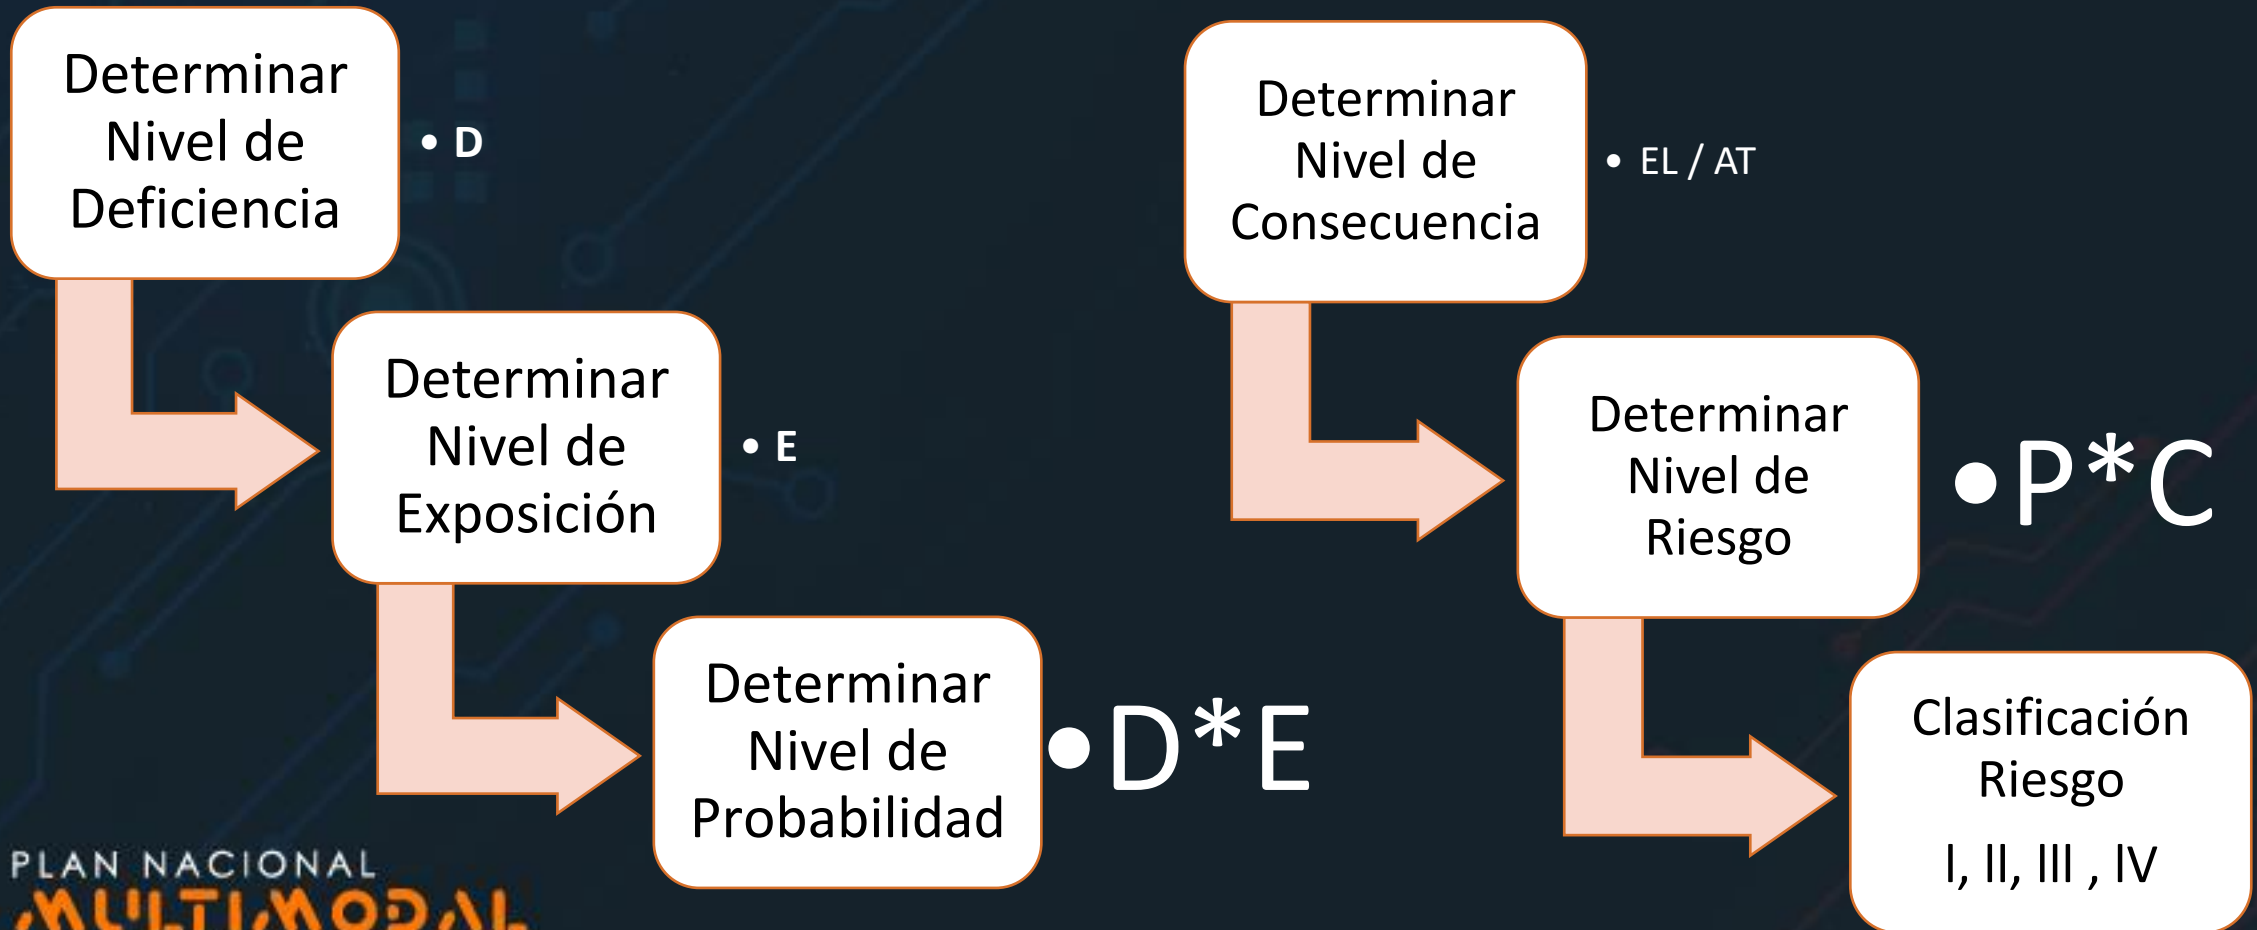 Determinar
Nivel de
Deficiencia
• D
Determinar
Nivel de
Exposición
• E
Determinar
Nivel de
Probabilidad
•D*E
Determinar
Nivel de
Consecuencia
• EL / AT
Determinar
Nivel de
Riesgo
•P*C
Clasificación
Riesgo
I, II, III , IV
PLAN NACIONAL
MULTIMODAL